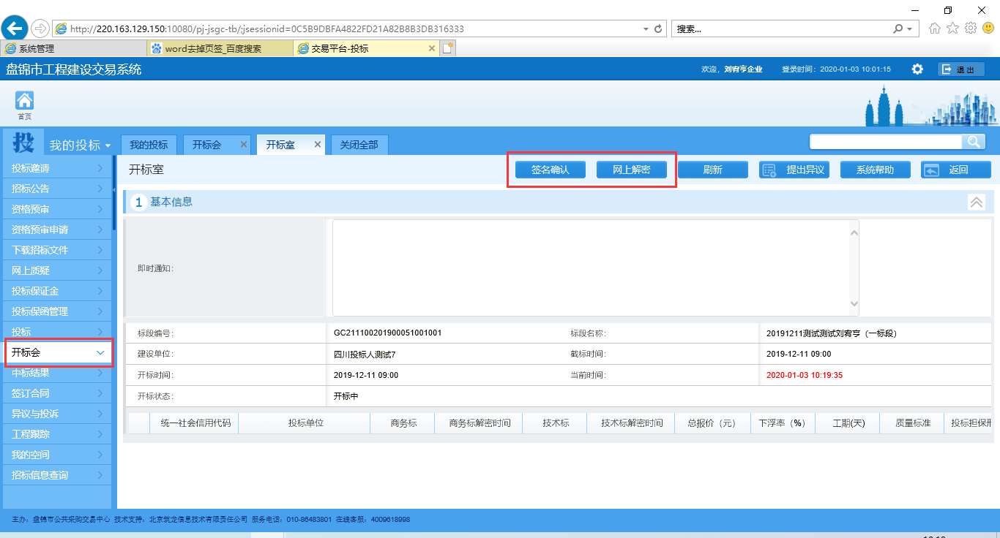 http://220.163.129.150:10080/pj-jsgc-tb/;jsessionid=0C5B9DBFA4822FD21A82B8B3DB316333
搜索...
系统管理
word去掉页签_百度搜索
交易平台-投标
盘锦市工程建设交易系统
欢迎, 刘宥亨企业
登录时间: 2020-01-03 10:01:15
退 出
首页
投
我的投标
我的投标
开标会
开标室
关闭全部
投标邀请
招标公告
资格预审
资格预审申请
下载招标文件
网上质疑
投标保证金
投标保函管理
投标
开标会
中标结果
签订合同
异议与投诉
工程跟踪
我的空间
招标信息查询
开标室
签名确认
网上解密
刷新
提出异议
系统帮助
返回
1 基本信息
即时通知:
标段编号: GC211100201900051001001 标段名称: 20191211测试测试刘宥亨（一标段）
建设单位: 四川投标人测试7 截标时间: 2019-12-11 09:00
开标时间: 2019-12-11 09:00 当前时间: 2020-01-03 10:19:35
开标状态: 开标中
统一社会信用代码 投标单位 商务标 商务标解密时间 技术标 技术标解密时间 总报价（元） 下浮率（%） 工期(天) 质量标准
主办: 盘锦市公共采购交易中心 技术支持: 北京筑龙信息技术有限责任公司 服务电话: 010-86483801 在线客服: 4009618998